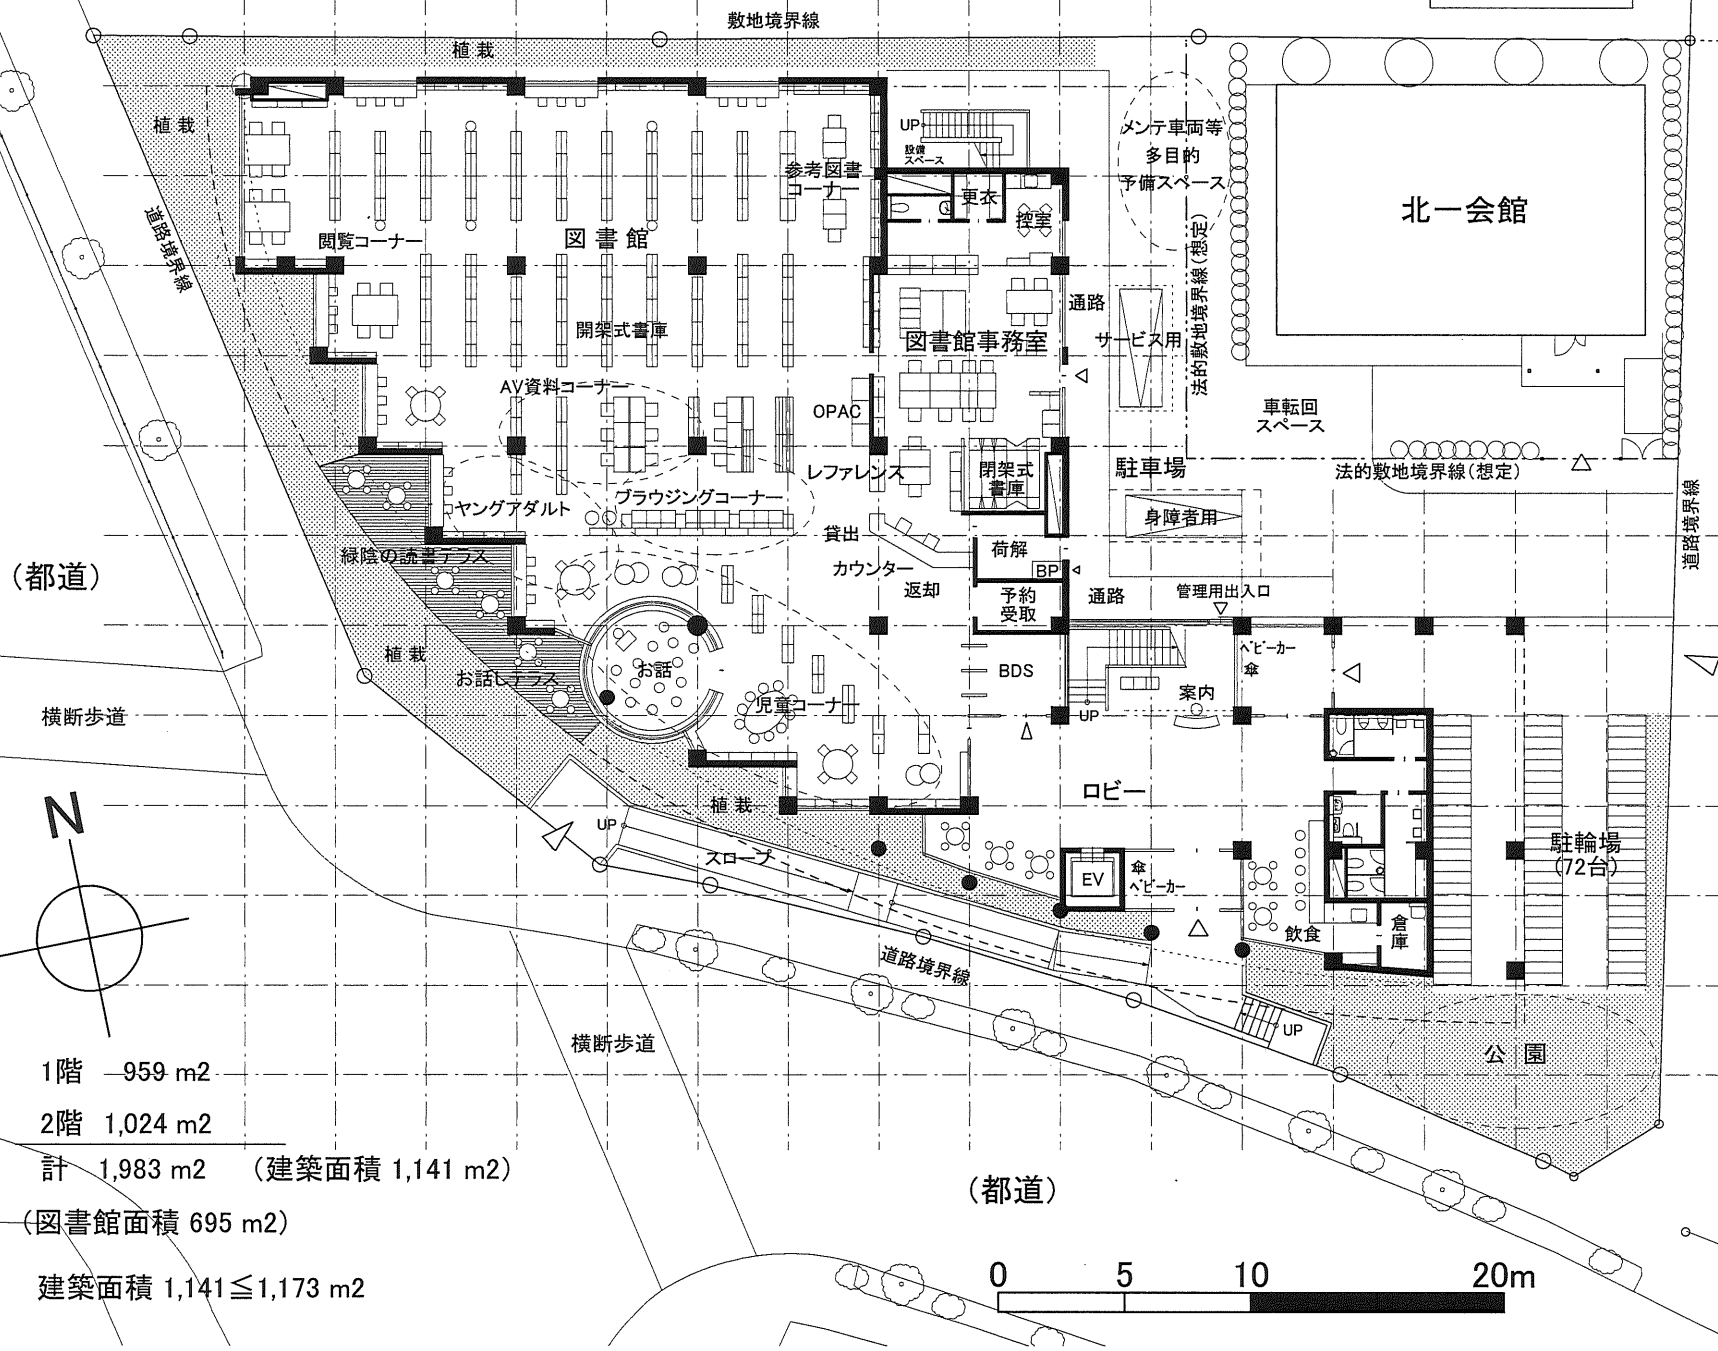 敷地境界線
植 栽
植 栽
道路境界線
UP
設備
スペース
メンテ車両等
多目的
予備スペース
参考図書
コーナー
更衣
控室
北一会館
閲覧コーナー
図 書 館
法的敷地境界線(想定)
通路
開架式書庫
図書館事務室
サービス用
AV資料コーナー
OPAC
車転回
スペース
レファレンス
閉架式
書庫
駐車場
法的敷地境界線(想定)
ヤングアダルト
ブラウジングコーナー
身障者用
道路境界線
貸出
荷解
緑陰の読書テラス
カウンター
BP
(都道)
返却
予約
受取
通路
管理用出入口
植 栽
お話
BDS
ベビーカー
傘
お話しテラス
児童コーナー
案内
横断歩道
UP
ロビー
植 栽
N
UP
スロープ
EV
傘
ベビーカー
駐輪場
(72台)
飲食
倉庫
道路境界線
横断歩道
UP
公 園
1階 959 m2
2階 1,024 m2
計 1,983 m2 (建築面積 1,141 m2)
(都道)
(図書館面積 695 m2)
建築面積 1,141≦1,173 m2
0 5 10 20m